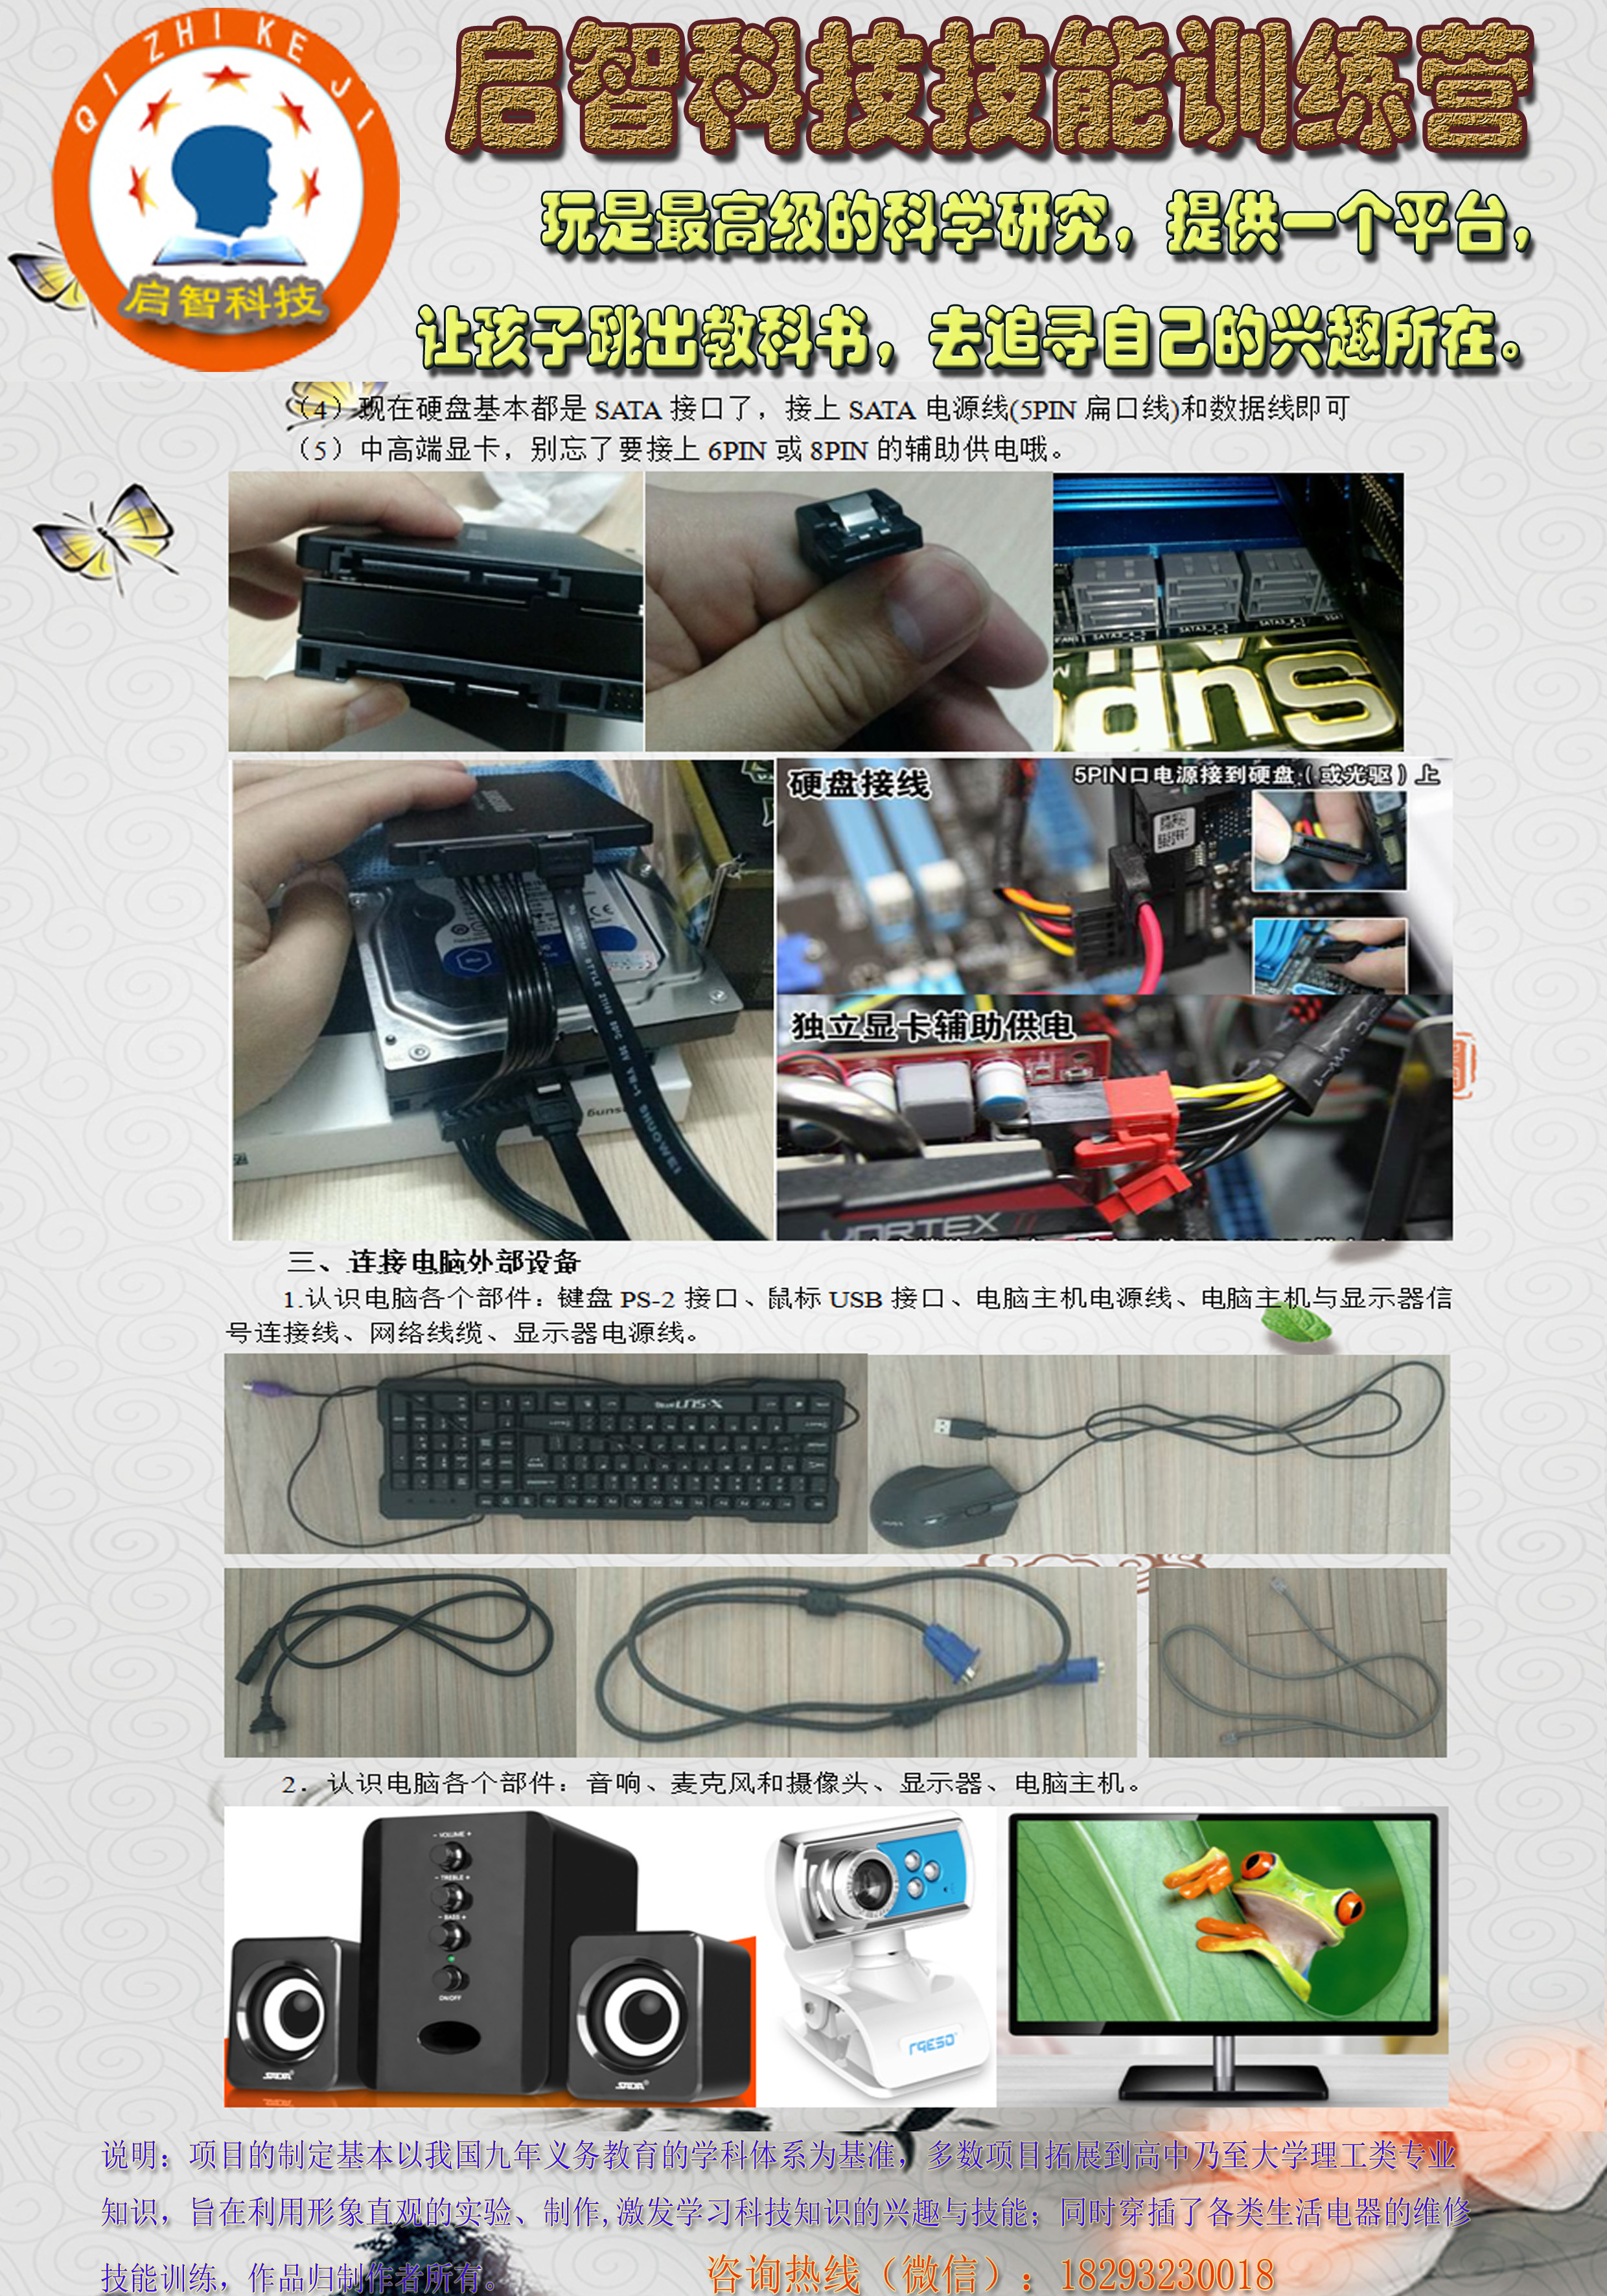 QI ZHI KE JI
启智科技
启智科技技能训练营
玩是最高级的科学研究，提供一个平台，
让孩子跳出教科书，去追寻自己的兴趣所在。
（4）现在硬盘基本都是 SATA 接口了，接上 SATA 电源线(5PIN 扁口线)和数据线即可
（5）中高端显卡，别忘了要接上 6PIN 或 8PIN 的辅助供电哦。
硬盘接线
5PIN口电源接到硬盘（或光驱）上
独立显卡辅助供电
VORTEX
三、连接电脑外部设备
1.认识电脑各个部件：键盘 PS-2 接口、鼠标 USB 接口、电脑主机电源线、电脑主机与显示器信
号连接线、网络线缆、显示器电源线。
X-SUN
2．认识电脑各个部件：音响、麦克风和摄像头、显示器、电脑主机。
- VOLUME +
- TREBLE +
- BASS +
ON/OFF
SADA
SADA
rqeso
说明：项目的制定基本以我国九年义务教育的学科体系为基准，多数项目拓展到高中乃至大学理工类专业
知识，旨在利用形象直观的实验、制作,激发学习科技知识的兴趣与技能；同时穿插了各类生活电器的维修
技能训练，作品归制作者所有。
咨询热线（微信）：18293230018